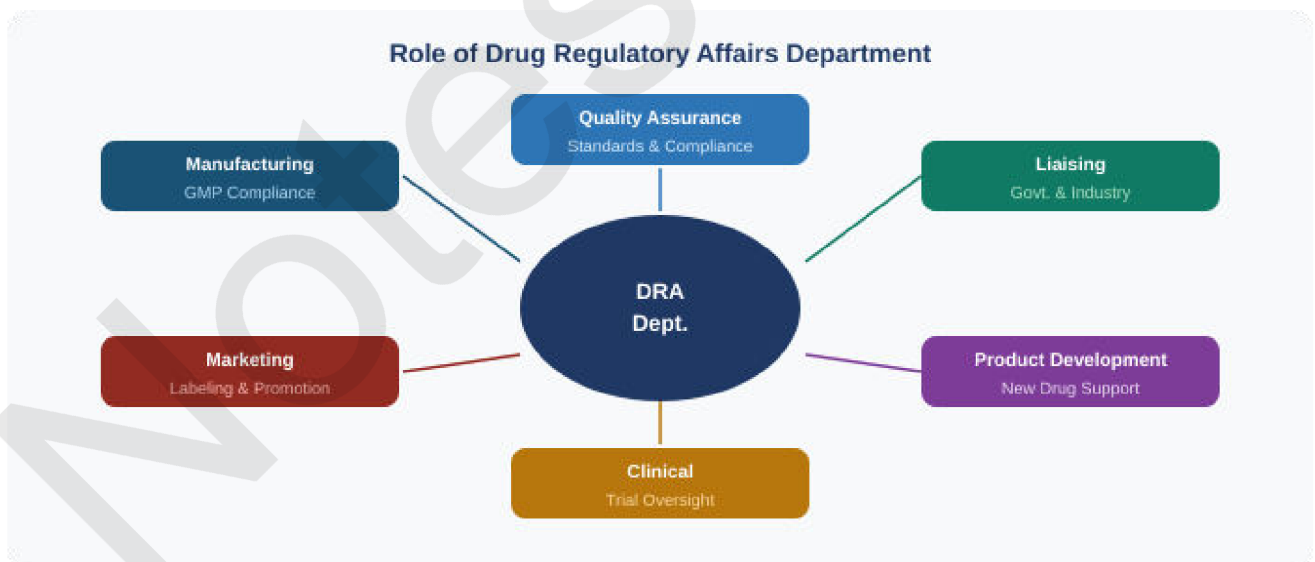 Role of Drug Regulatory Affairs Department
Quality Assurance
Standards & Compliance
Manufacturing
GMP Compliance
Liaising
Govt. & Industry
DRA
Dept.
Marketing
Labeling & Promotion
Product Development
New Drug Support
Clinical
Trial Oversight
Notes